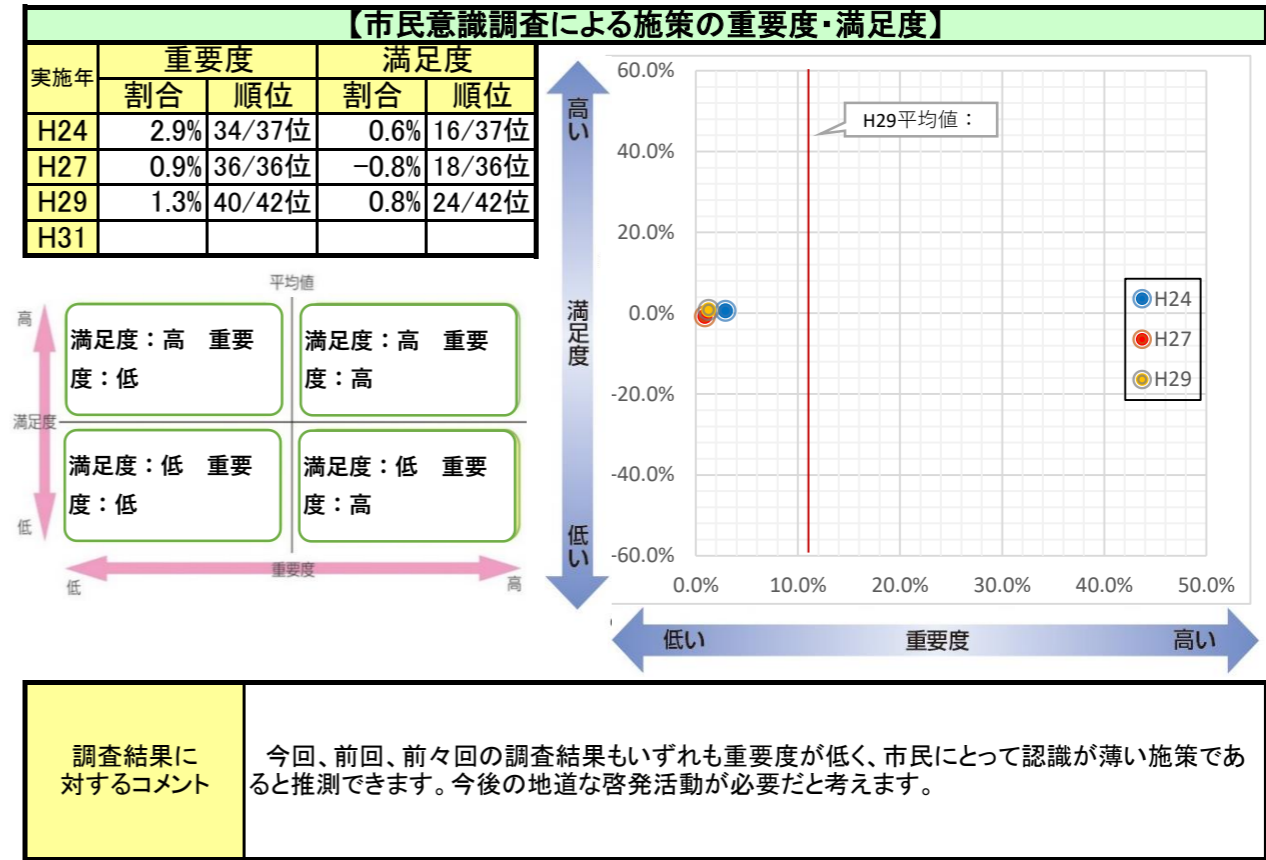 【市民意識調査による施策の重要度･満足度】
実施年 重要度 満足度
割合 順位 割合 順位
H24 2.9% 34/37位 0.6% 16/37位
H27 0.9% 36/36位 −0.8% 18/36位
H29 1.3% 40/42位 0.8% 24/42位
H31
平均値
高
満足度：高　重要
度：低
満足度：高　重要
度：高
満足度
満足度：低　重要
度：低
満足度：低　重要
度：高
低
重要度
低
高
高い
満足度
低い
60.0%
40.0%
20.0%
0.0%
-20.0%
-40.0%
-60.0%
H29平均値：
H24
H27
H29
0.0% 10.0% 20.0% 30.0% 40.0% 50.0%
低い 重要度 高い
調査結果に
対するコメント
今回、前回、前々回の調査結果もいずれも重要度が低く、市民にとって認識が薄い施策であ
ると推測できます。今後の地道な啓発活動が必要だと考えます。